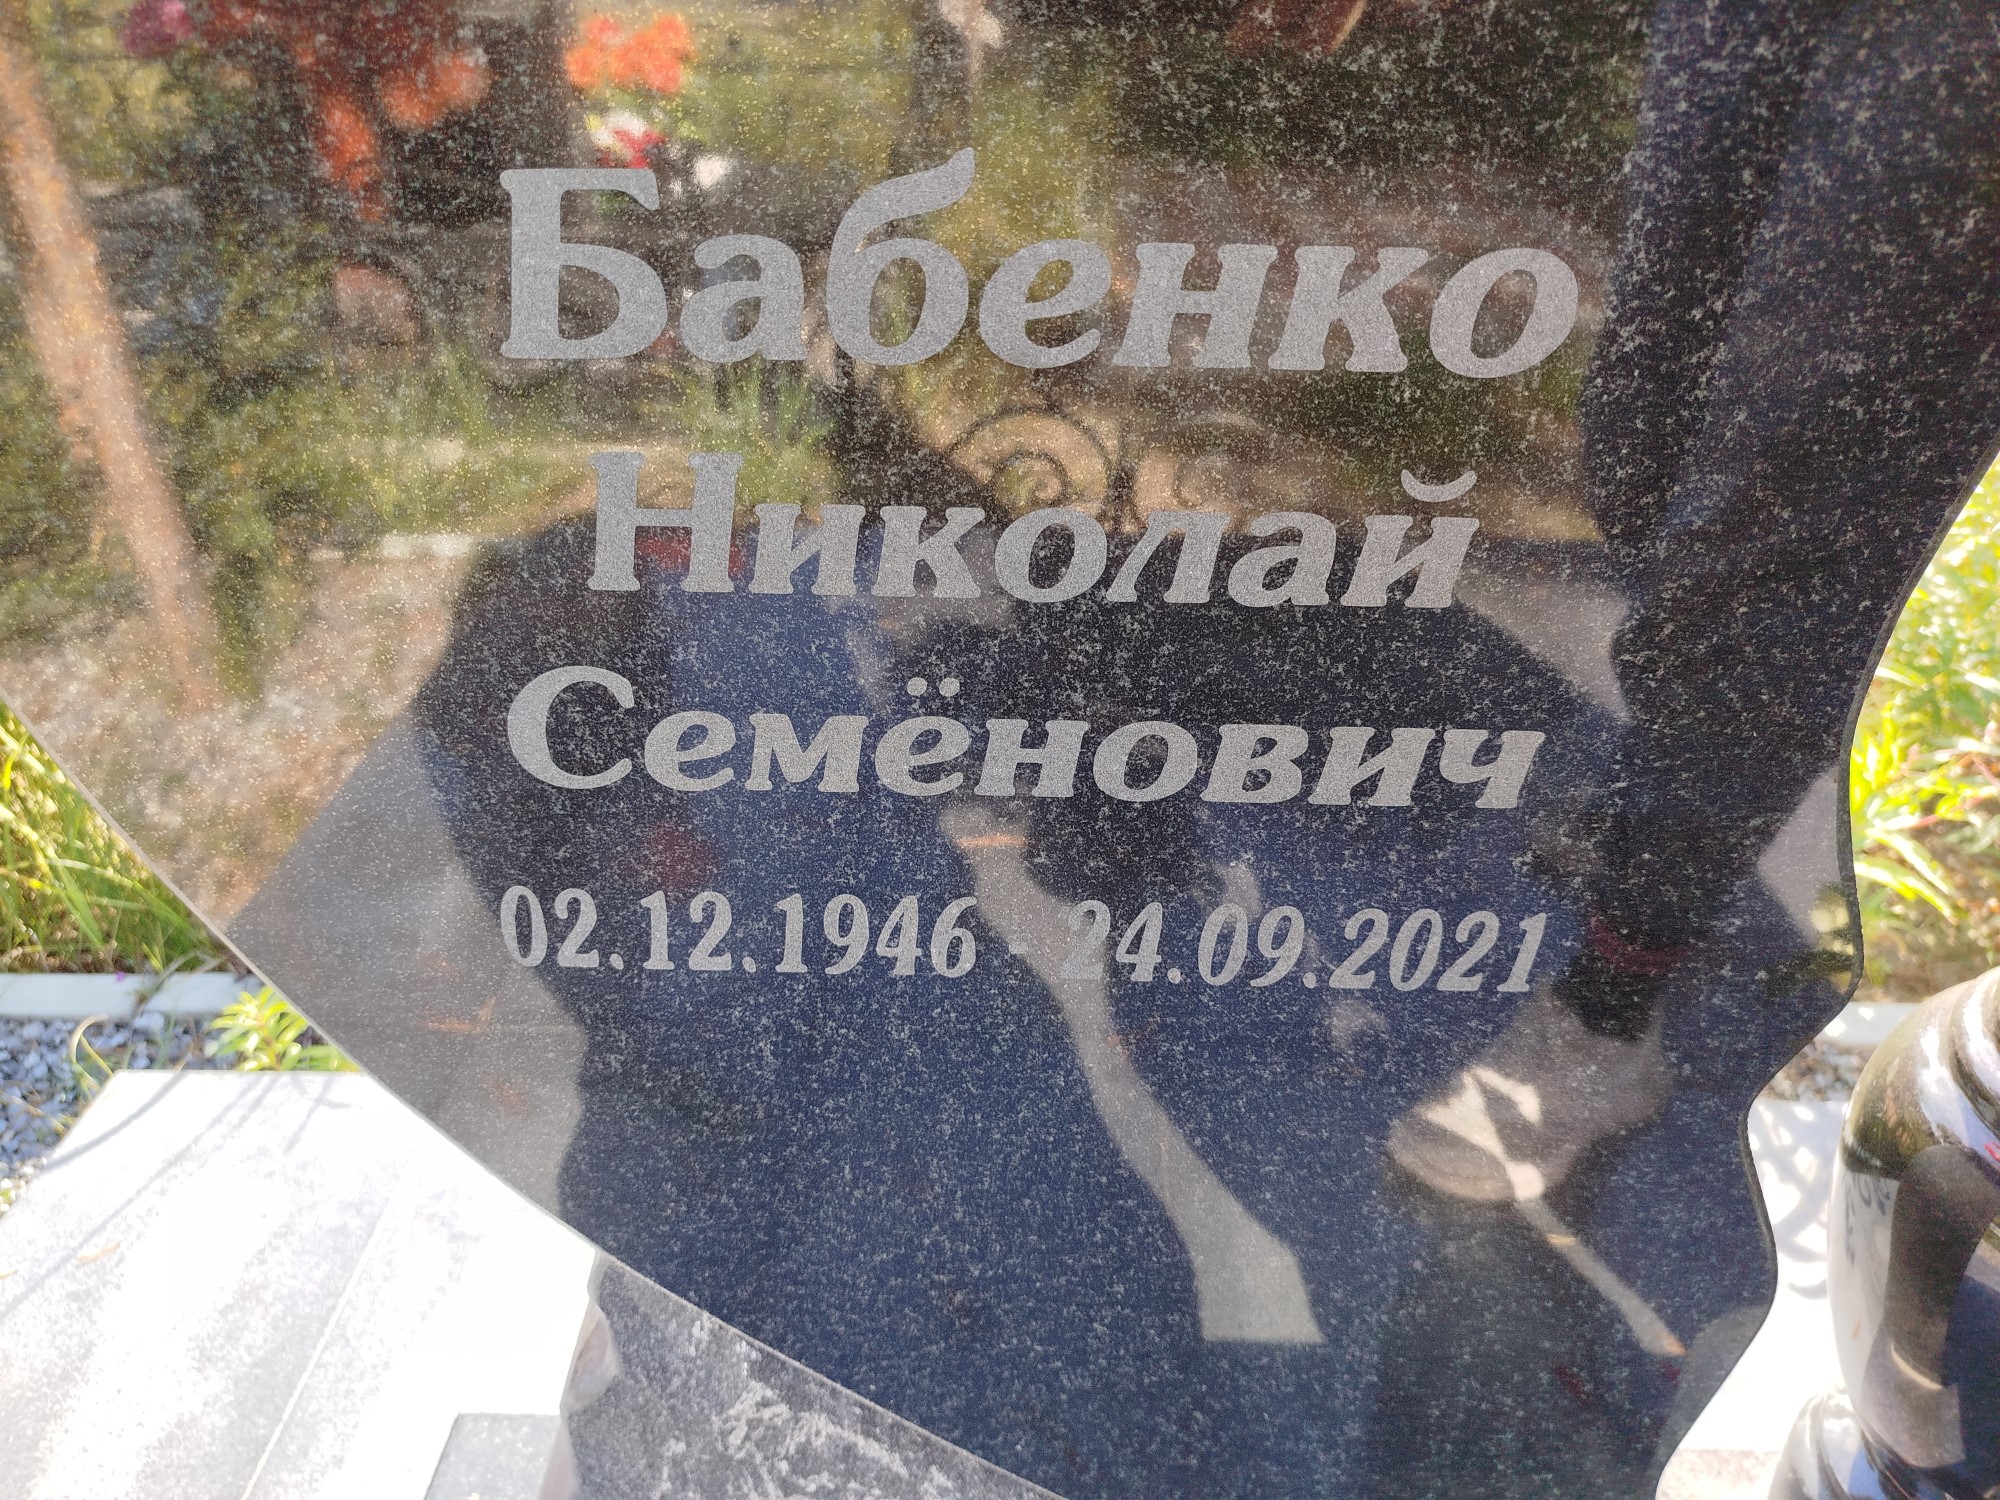 Бабенко
Николай
Семёнович
02.12.1946 - 24.09.2021